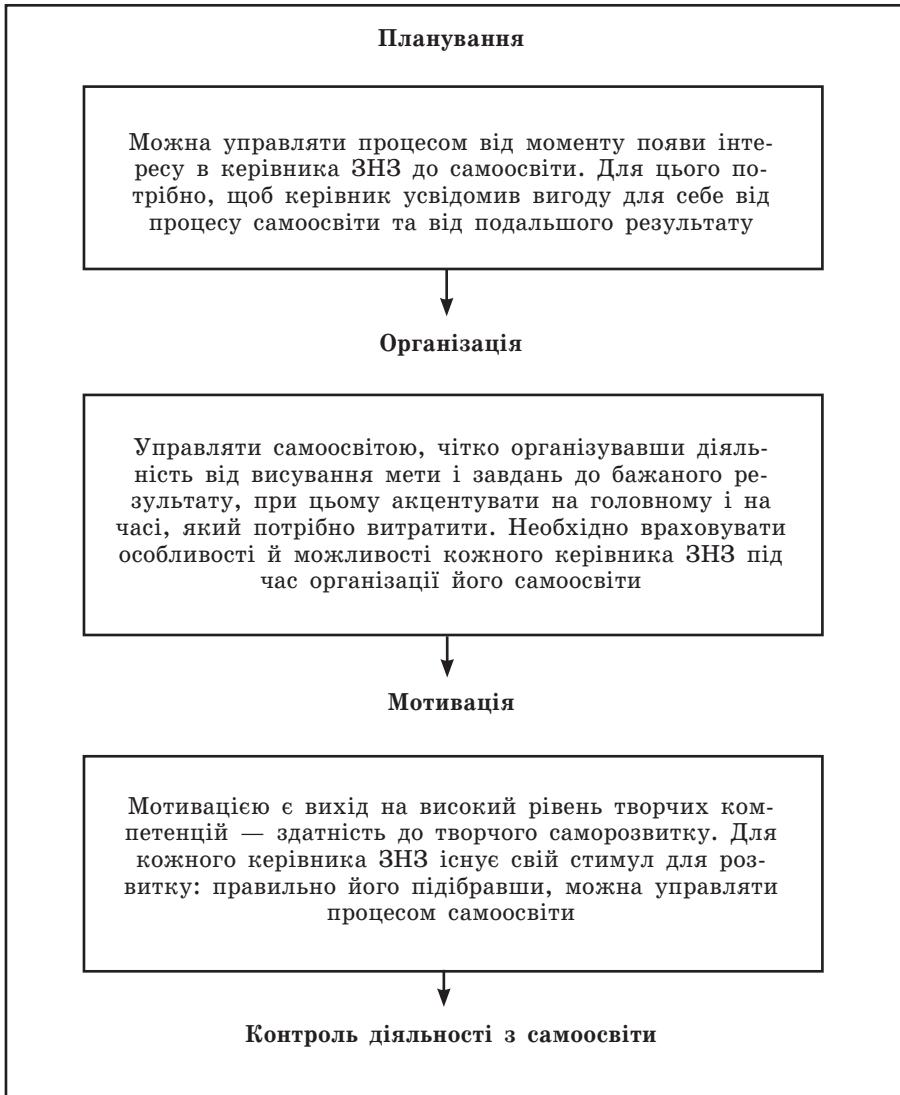 Планування
Можна управляти процесом від моменту появи інте-
ресу в керівника ЗНЗ до самоосвіти. Для цього по-
трібно, щоб керівник усвідомив вигоду для себе від
процесу самоосвіти та від подальшого результату
Організація
Управляти самоосвітою, чітко організувавши діяль-
ність від висування мети і завдань до бажаного ре-
зультату, при цьому акцентувати на головному і на
часі, який потрібно витратити. Необхідно враховувати
особливості й можливості кожного керівника ЗНЗ під
час організації його самоосвіти
Мотивація
Мотивацією є вихід на високий рівень творчих ком-
петенцій — здатність до творчого саморозвитку. Для
кожного керівника ЗНЗ існує свій стимул для роз-
витку: правильно його підібравши, можна управляти
процесом самоосвіти
Контроль діяльності з самоосвіти